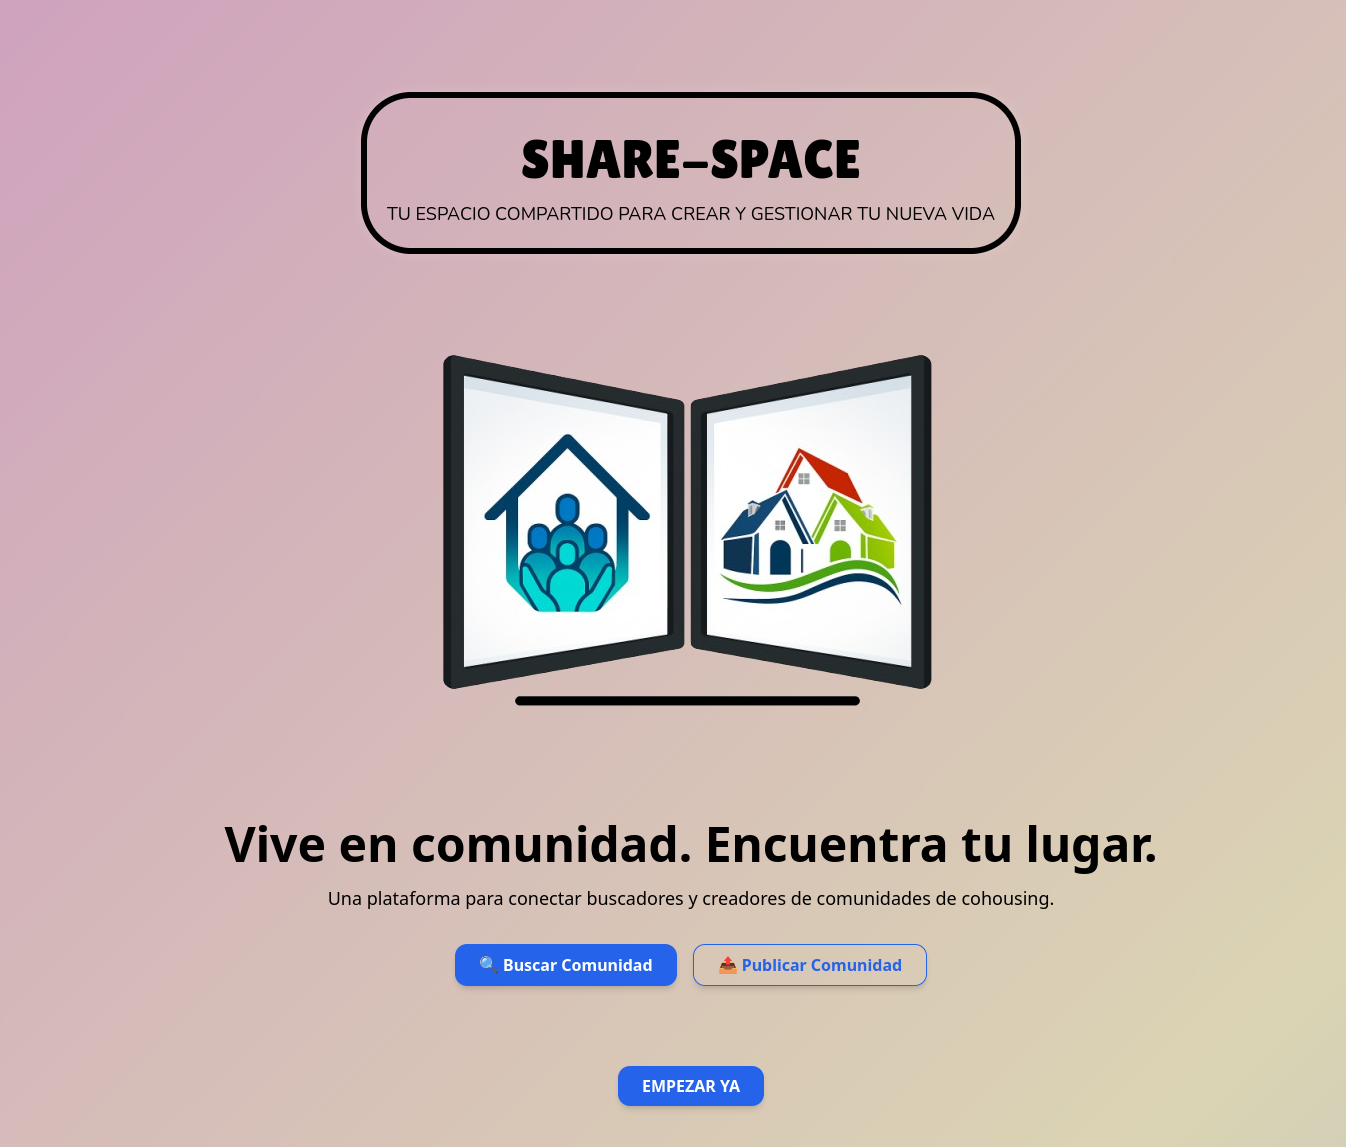 SHARE-SPACE
TU ESPACIO COMPARTIDO PARA CREAR Y GESTIONAR TU NUEVA VIDA
Vive en comunidad. Encuentra tu lugar.
Una plataforma para conectar buscadores y creadores de comunidades de cohousing.
🔍 Buscar Comunidad
📤 Publicar Comunidad
EMPEZAR YA